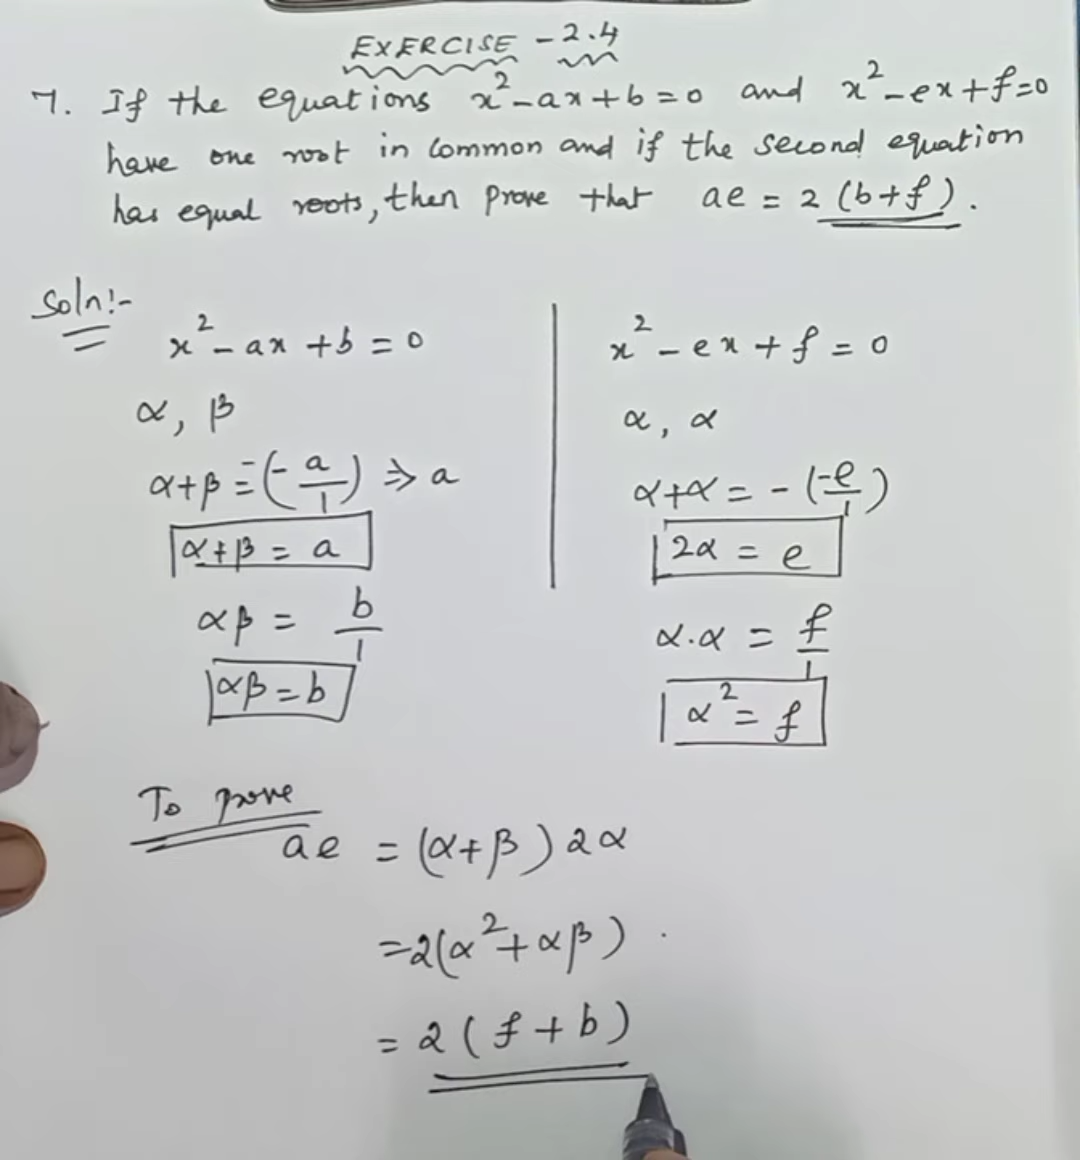 EXERCISE - 2.4
7. If the equations x²-ax+b=0 and x²-ex+f=0
have one root in common and if the second equation
has equal roots, then prove that ae = 2(b+f).
Soln:-
x²-ax+b=0
α, β
α+β = -(-a/1) ⇒ a
α+β = a
αβ = b/1
αβ = b
x²-ex+f=0
α, α
α+α = -(-e/1)
2α = e
α.α = f/1
α² = f
To prove
ae = (α+β)2α
=2(α²+αβ).
= 2(f+b)